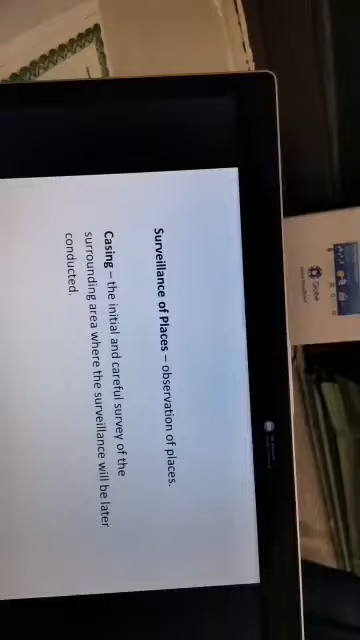 Surveillance of Places – observation of places.
Casing – the initial and careful survey of the
surrounding area where the surveillance will be later
conducted.
Globe